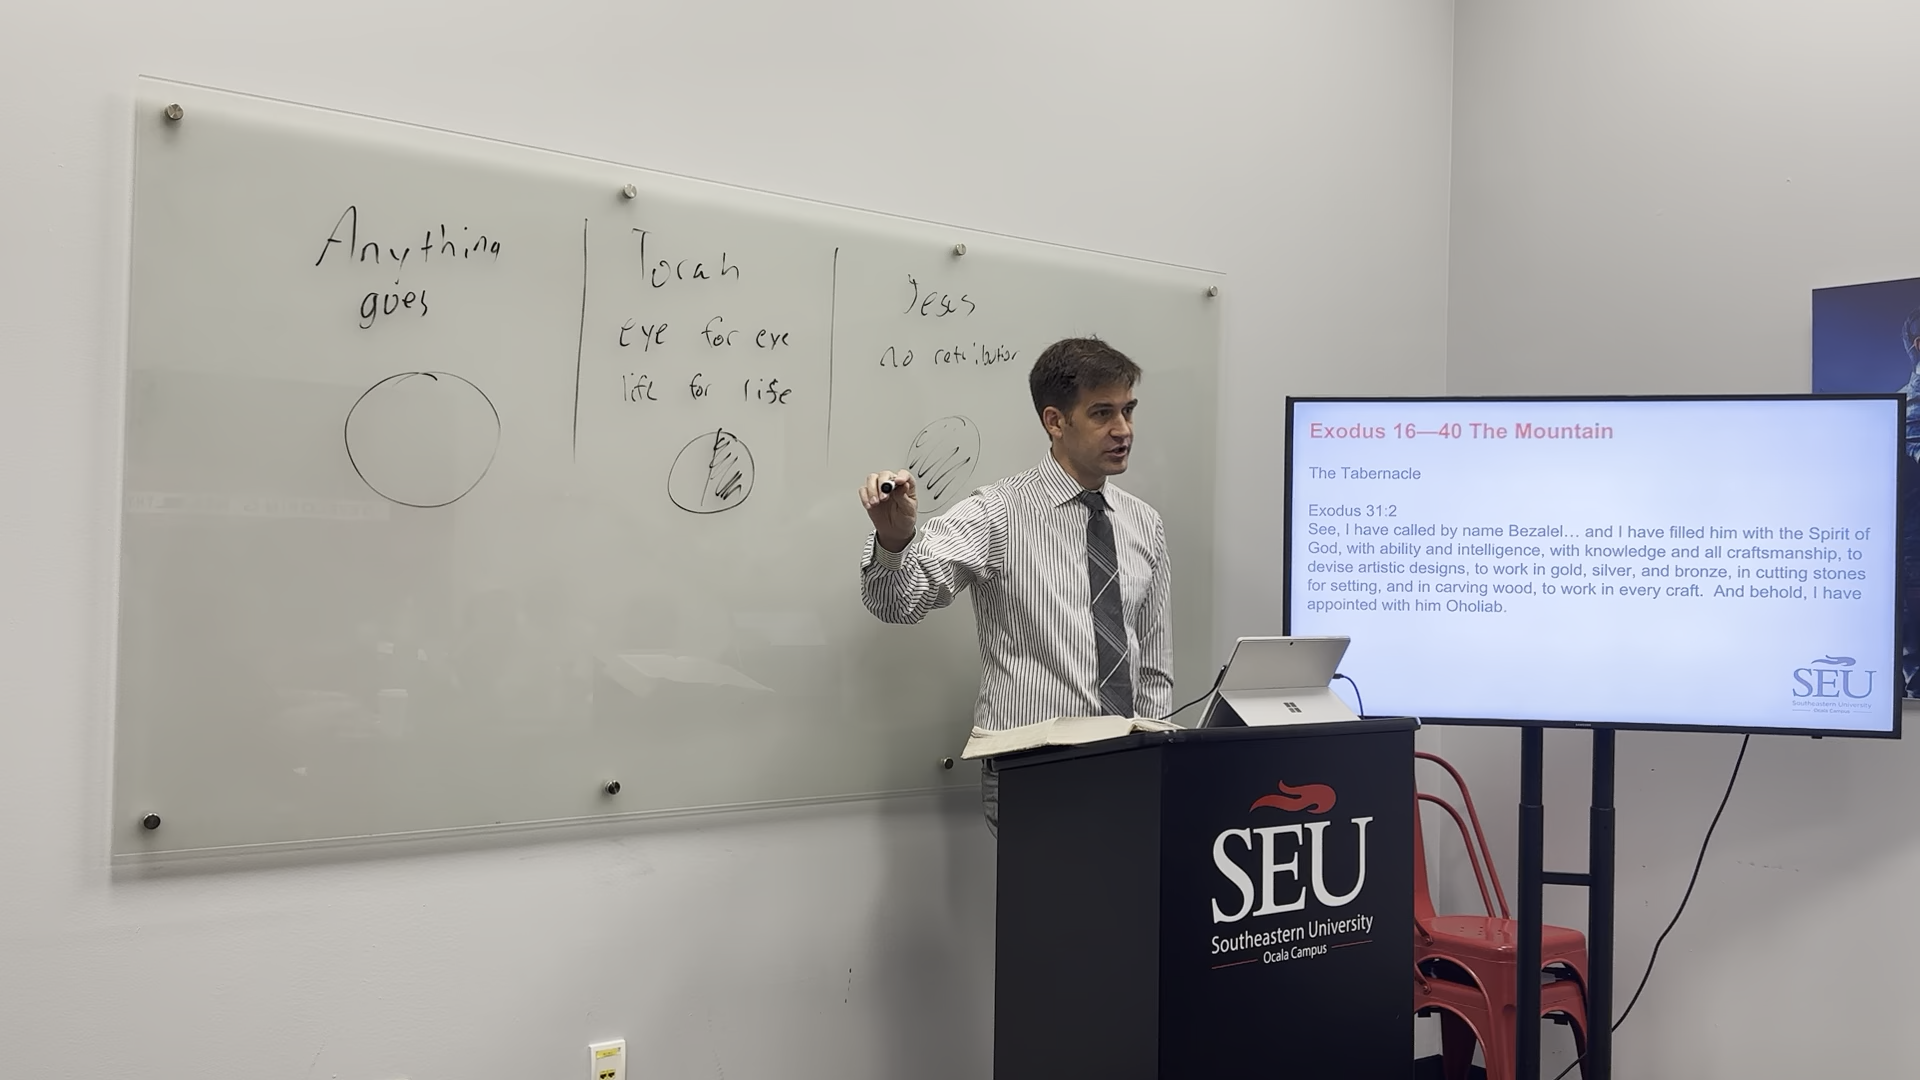 Anything
goes
Torah
eye for eye
life for life
Jesus
no retribution
Exodus 16—40 The Mountain
The Tabernacle
Exodus 31:2
See, I have called by name Bezalel... and I have filled him with the Spirit of
God, with ability and intelligence, with knowledge and all craftsmanship, to
devise artistic designs, to work in gold, silver, and bronze, in cutting stones
for setting, and in carving wood, to work in every craft.  And behold, I have
appointed with him Oholiab.
SEU
Southeastern University
Ocala Campus
SEU
Southeastern University
Ocala Campus